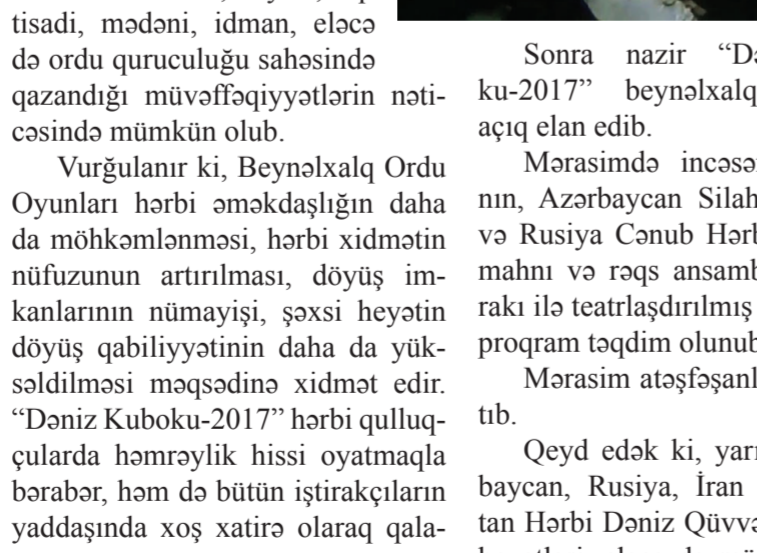 tisadi, mədəni, idman, eləcə
də ordu quruculuğu sahəsində
qazandığı müvəffəqiyyətlərin nəti-
cəsində mümkün olub.
Vurğulanır ki, Beynəlxalq Ordu
Oyunları hərbi əməkdaşlığın daha
da möhkəmlənməsi, hərbi xidmətin
nüfuzunun artırılması, döyüş im-
kanlarının nümayişi, şəxsi heyətin
döyüş qabiliyyətinin daha da yük-
səldilməsi məqsədinə xidmət edir.
“Dəniz Kuboku-2017” hərbi qulluq-
çularda həmrəylik hissi oyatmaqla
bərabər, həm də bütün iştirakçıların
yaddaşında xoş xatirə olaraq qala-
Sonra nazir “Də
ku-2017” beynəlxalq
açıq elan edib.
Mərasimdə incəsə
nın, Azərbaycan Silah
və Rusiya Cənub Hərb
mahnı və rəqs ansamb
rakı ilə teatrlaşdırılmış
proqram təqdim olunub
Mərasim atəşfəşanl
tıb.
Qeyd edək ki, yarı
baycan, Rusiya, İran
tan Hərbi Dəniz Qüvvə